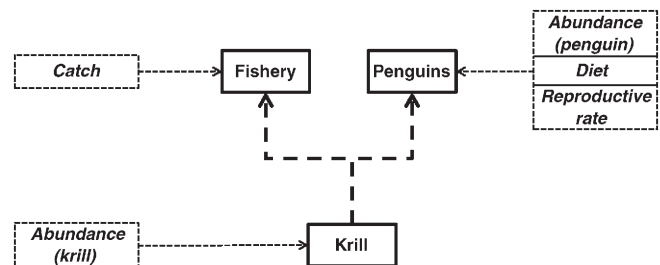 Catch
Fishery
Penguins
Abundance
(penguin)
Diet
Reproductive
rate
Abundance
(krill)
Krill